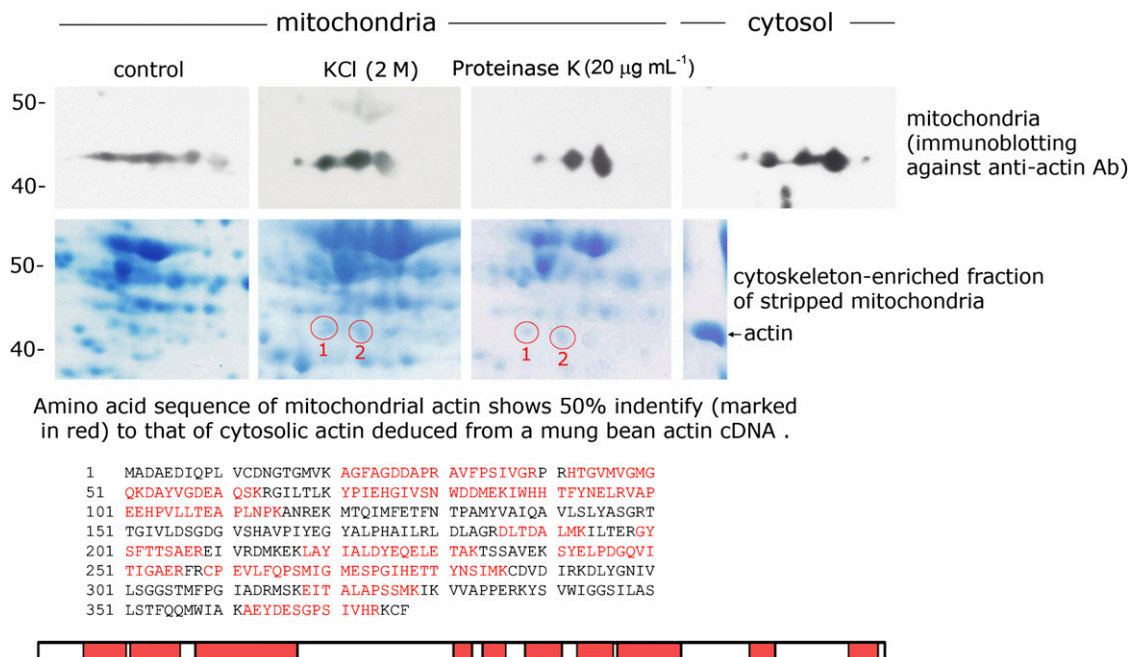 mitochondria cytosol
control KCl (2 M) Proteinase K (20 μg mL⁻¹)
50-
40-
mitochondria
(immunoblotting
against anti-actin Ab)
50-
40-
1 2 1 2
cytoskeleton-enriched fraction
of stripped mitochondria
←actin
Amino acid sequence of mitochondrial actin shows 50% indentify (marked
in red) to that of cytosolic actin deduced from a mung bean actin cDNA .
1 MADAEDIQPL VCDNGTGMVK AGFAGDDAPR AVFPSIVGRP RHTGVMVGMG
51 QKDAYVGDEA QSKRGILTLK YPIEHGIVSN WDDMEKIWHH TFYNELRVAP
101 EEHPVLLTEA PLNPKANREK MTQIMFETFN TPAMYVAIQA VLSLYASGRT
151 TGIVLDSGDG VSHAVPIYEG YALPHAILRL DLAGRDLTDA LMKILTERGY
201 SFTTSAEREI VRDMKEKLAY IALDYEQELE TAKTSSAVEK SYELPDGQVI
251 TIGAERFRCP EVLFQPSMIG MESPGIHETT YNSIMKCDVD IRKDLYGNIV
301 LSGGSTMFPG IADRMSKEIT ALAPSSMKIK VVAPPERKYS VWIGGSILAS
351 LSTFQQMWIA KAEYDESGPS IVHRKCF